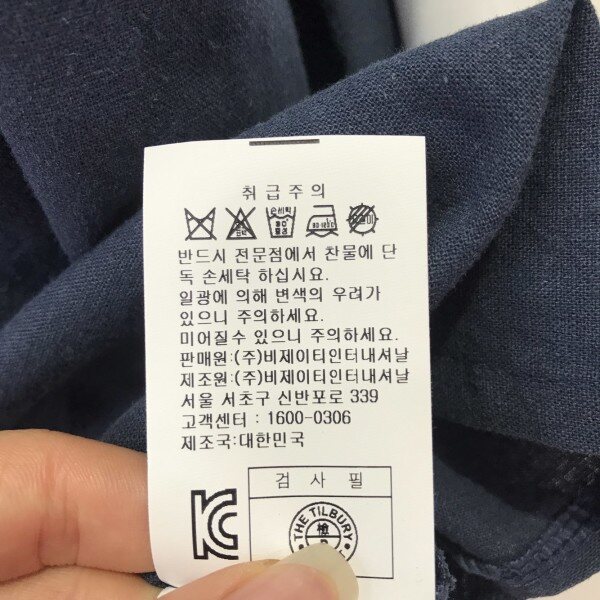 취급주의
반드시 전문점에서 찬물에 단
독 손세탁 하십시요.
일광에 의해 변색의 우려가
있으니 주의하세요.
미어질수 있으니 주의하세요.
판매원:(주)비제이티인터내셔날
제조원:(주)비제이티인터내셔날
서울 서초구 신반포로 339
고객센터 : 1600-0306
제조국:대한민국
검사필
THE TILBURY
檢